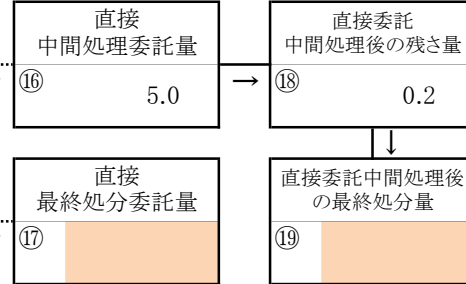 直接
中間処理委託量
⑯
5.0
→
直接委託
中間処理後の残さ量
⑱
0.2
↓
直接
最終処分委託量
⑰
直接委託中間処理後
の最終処分量
⑲